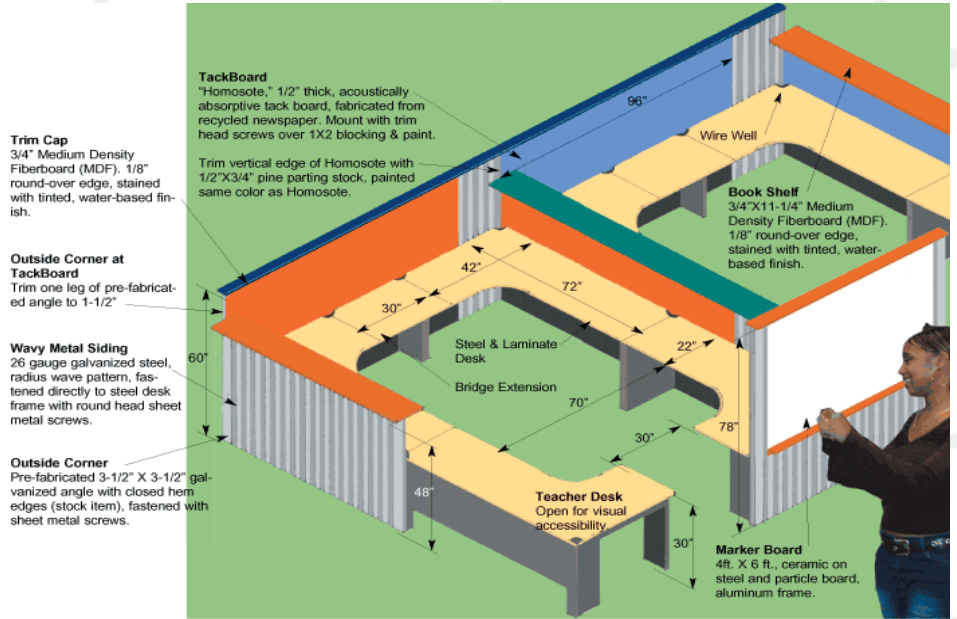 TackBoard
"Homosote," 1/2" thick, acoustically
absorptive tack board, fabricated from
recycled newspaper. Mount with trim
head screws over 1X2 blocking & paint.
Trim vertical edge of Homosote with
1/2"X3/4" pine parting stock, painted
same color as Homosote.
96"
Wire Well
Trim Cap
3/4" Medium Density
Fiberboard (MDF). 1/8"
round-over edge, stained
with tinted, water-based fin-
ish.
Book Shelf
3/4"X11-1/4" Medium
Density Fiberboard (MDF).
1/8" round-over edge,
stained with tinted, water-
based finish.
Outside Corner at
TackBoard
Trim one leg of pre-fabricat-
ed angle to 1-1/2"
42"
72"
30"
Steel & Laminate
Desk
22"
Bridge Extension
Wavy Metal Siding
26 gauge galvanized steel,
radius wave pattern, fas-
tened directly to steel desk
frame with round head sheet
metal screws.
60"
70"
78"
30"
Outside Corner
Pre-fabricated 3-1/2" X 3-1/2" gal-
vanized angle with closed hem
edges (stock item), fastened with
sheet metal screws.
48"
Teacher Desk
Open for visual
accessibility.
30"
Marker Board
4ft. X 6 ft., ceramic on
steel and particle board,
aluminum frame.